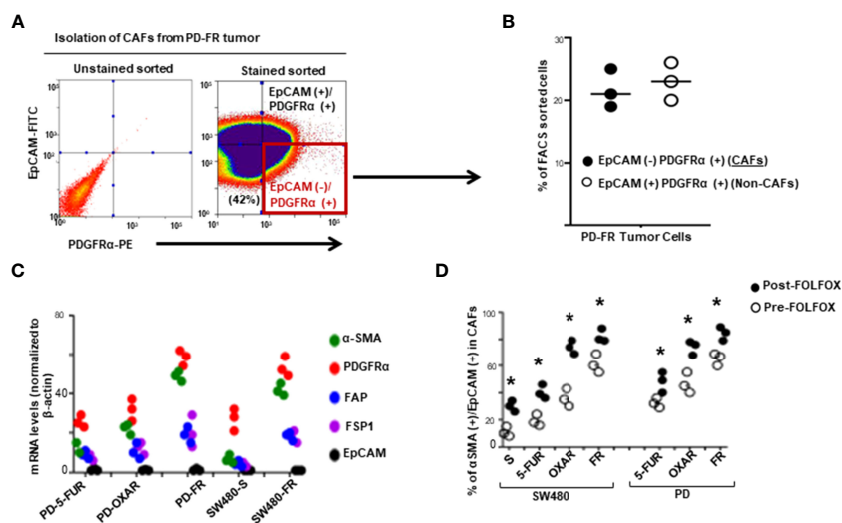 A
Isolation of CAFs from PD-FR tumor
Unstained sorted
Stained sorted
EpCAM-FITC
EpCAM (+)/
PDGFRα (+)
EpCAM (-)/
PDGFRα (+)
(42%)
PDGFRα-PE
B
% of FACS sorted cells
30
20
10
EpCAM (-) PDGFRα (+) (CAFs)
EpCAM (+) PDGFRα (+) (Non-CAFs)
PD-FR Tumor Cells
C
mRNA levels (normalized to
β-actin)
80
40
20
0
α-SMA
PDGFRα
FAP
FSP1
EpCAM
PD-5-FUR
PD-OXAR
PD-FR
SW480-S
SW480-FR
D
% of αSMA (+)/EpCAM (+) in CAFs
100
80
60
40
20
0
Post-FOLFOX
Pre-FOLFOX
* * * * * * *
S
5-FUR
OXAR
FR
5-FUR
OXAR
FR
SW480
PD